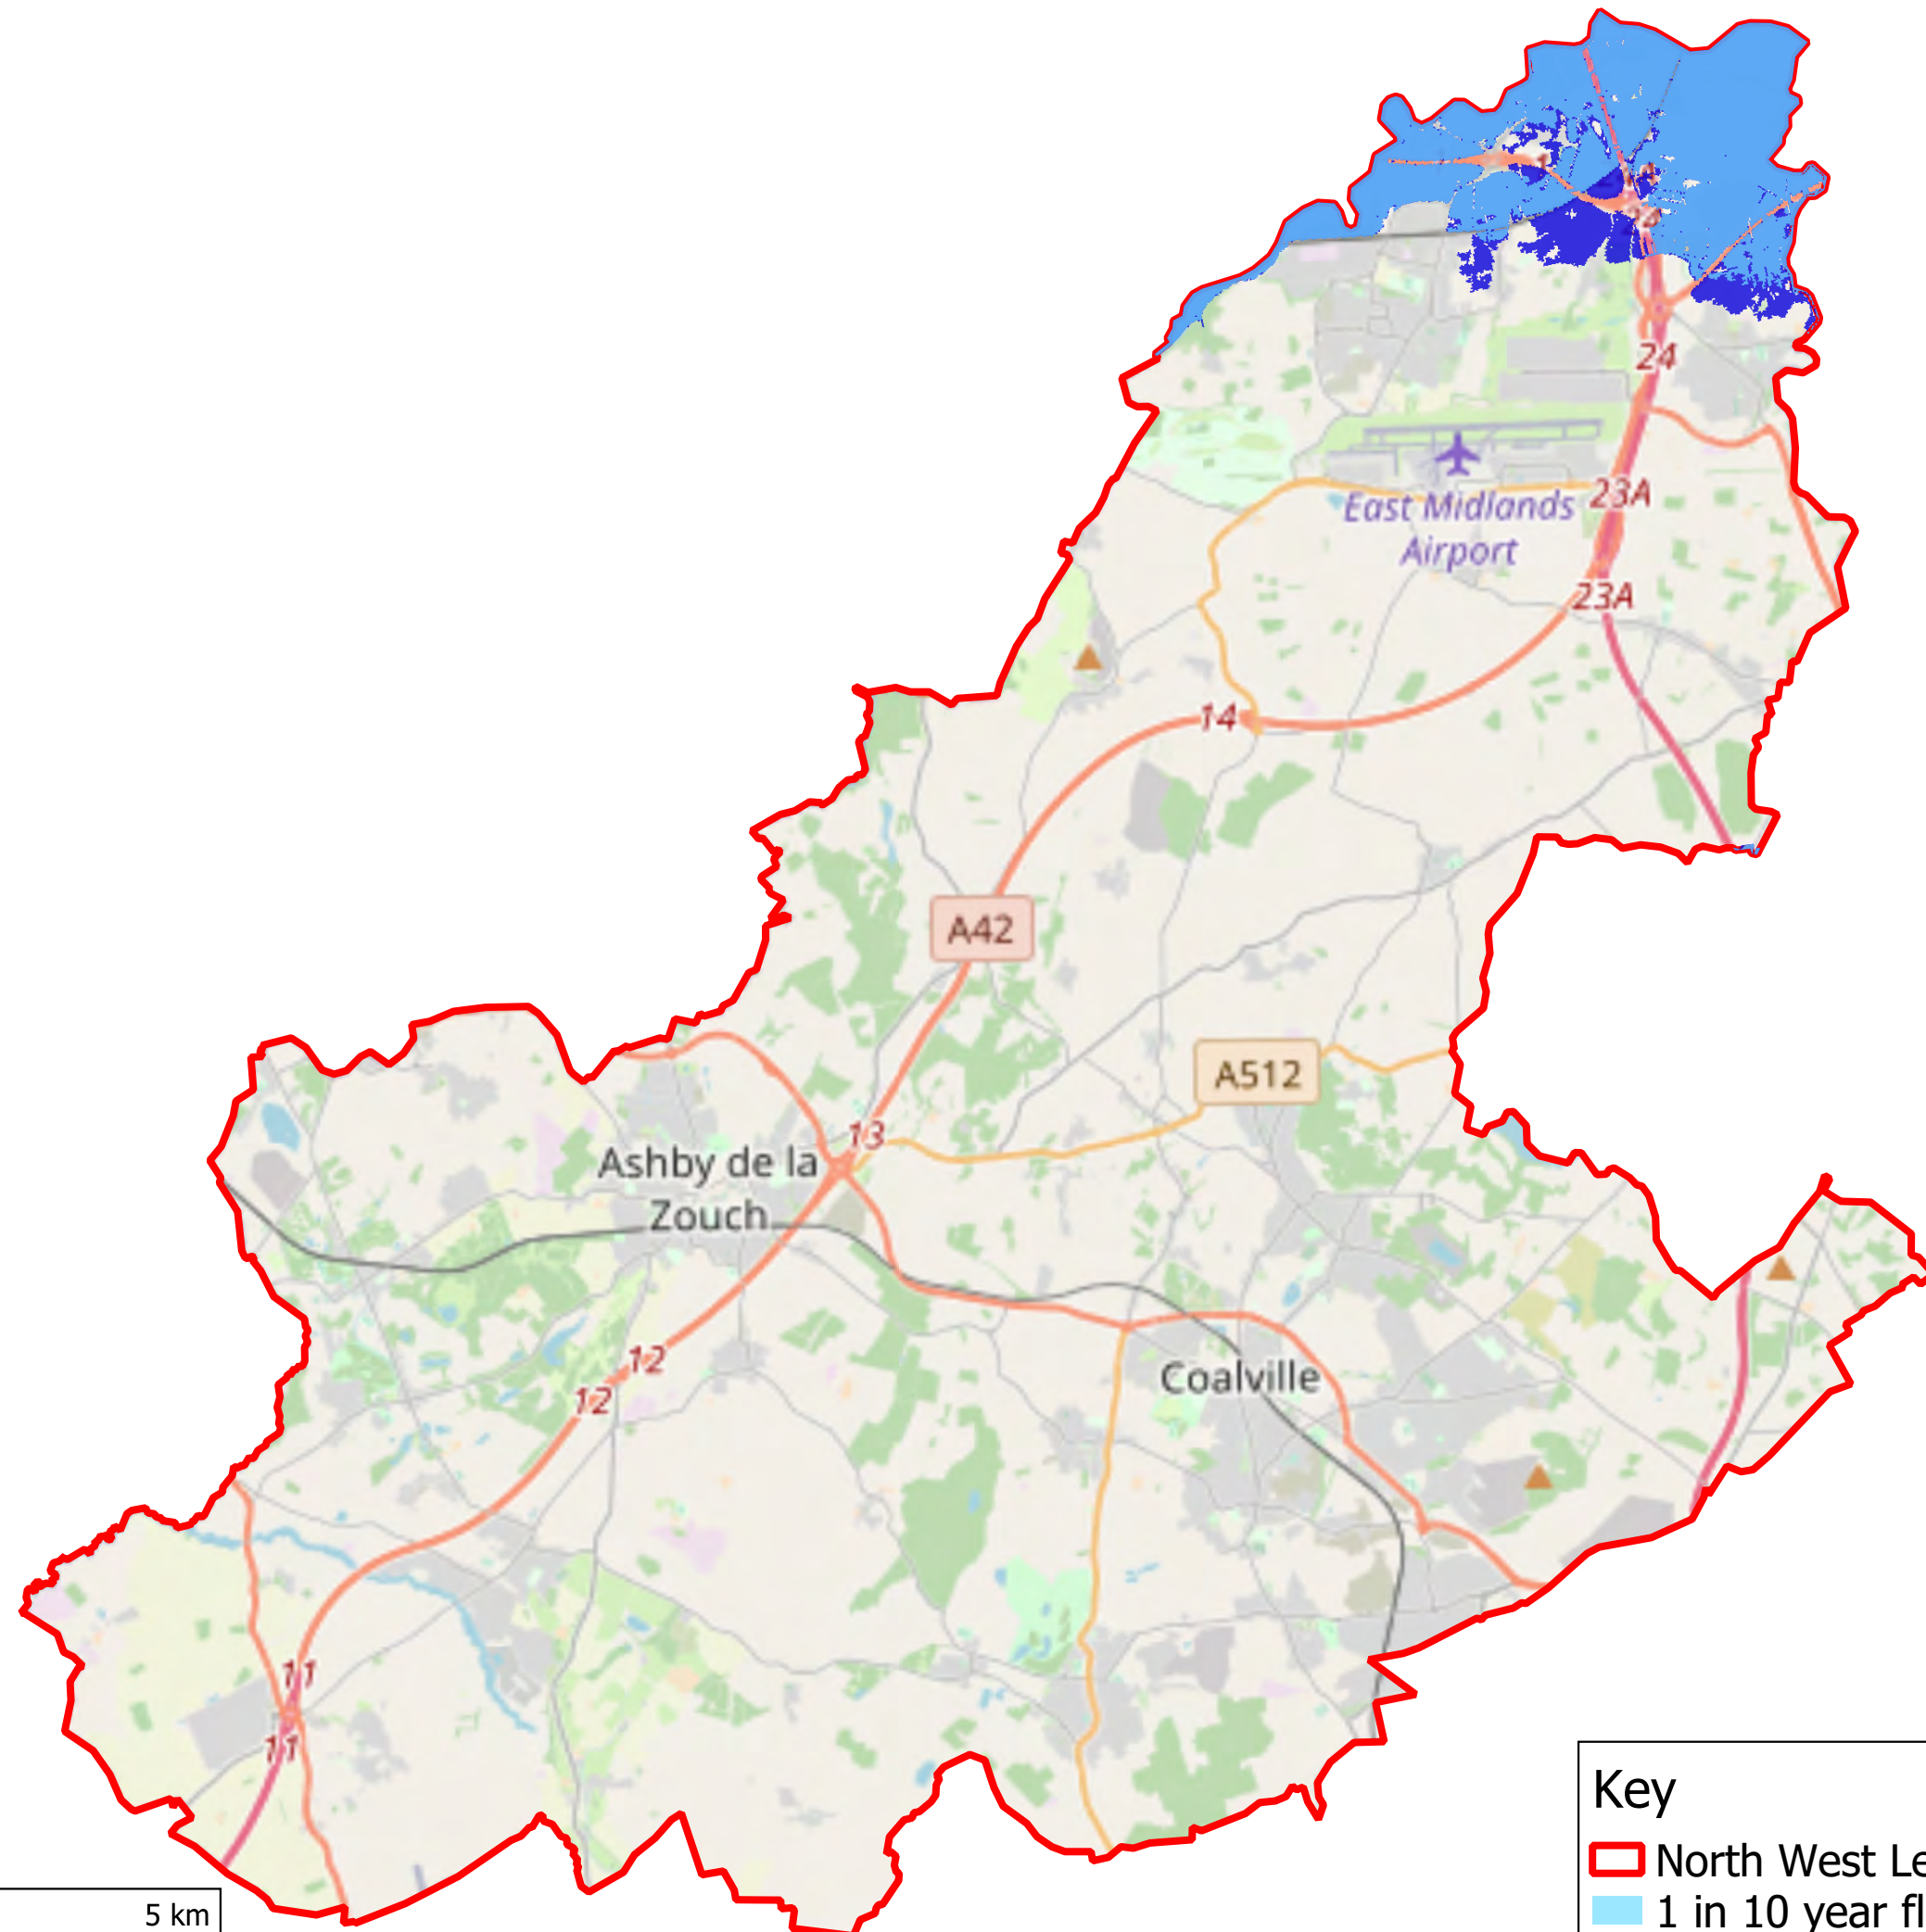 24
East Midlands
Airport
23A
23A
14
A42
A512
13
Ashby de la
Zouch
12
12
Coalville
11
11
Key
North West Le
1 in 10 year fl
5 km